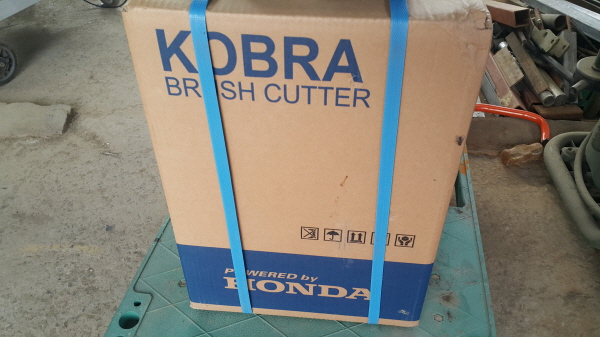 KOBRA
BRUSH CUTTER
POWERED by
HONDA